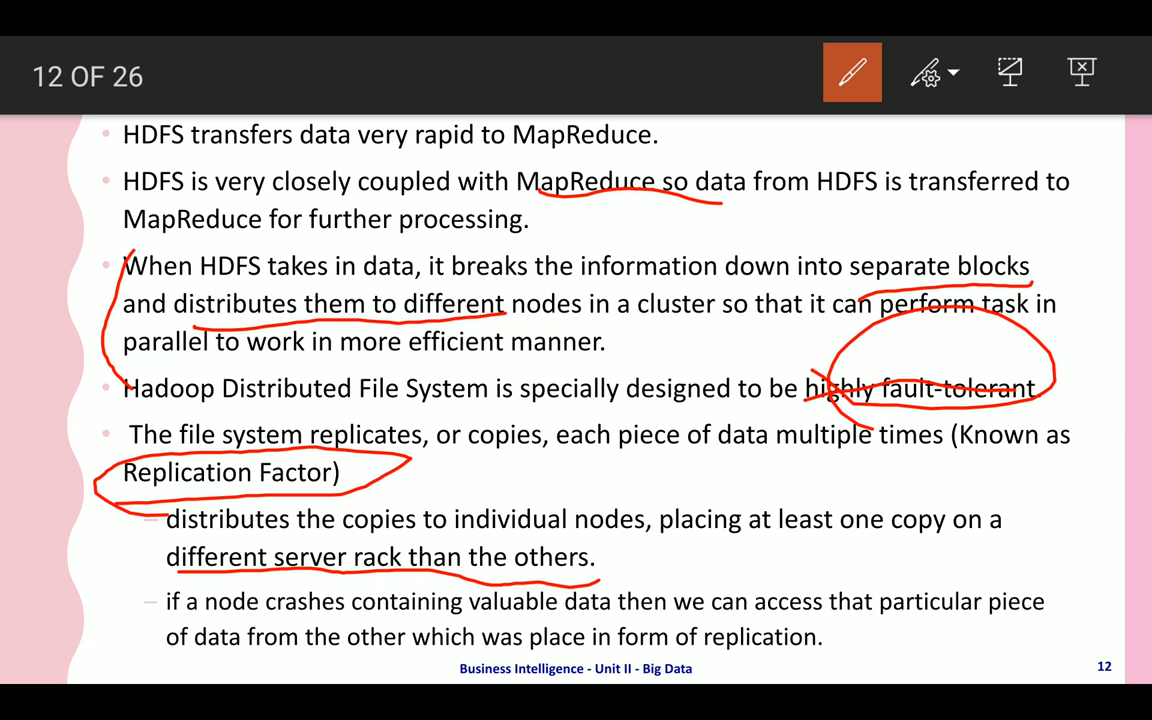 12 OF 26
HDFS transfers data very rapid to MapReduce.
HDFS is very closely coupled with MapReduce so data from HDFS is transferred to
MapReduce for further processing.
When HDFS takes in data, it breaks the information down into separate blocks
and distributes them to different nodes in a cluster so that it can perform task in
parallel to work in more efficient manner.
Hadoop Distributed File System is specially designed to be highly fault-tolerant.
The file system replicates, or copies, each piece of data multiple times (Known as
Replication Factor)
distributes the copies to individual nodes, placing at least one copy on a
different server rack than the others.
if a node crashes containing valuable data then we can access that particular piece
of data from the other which was place in form of replication.
Business Intelligence - Unit II - Big Data
12